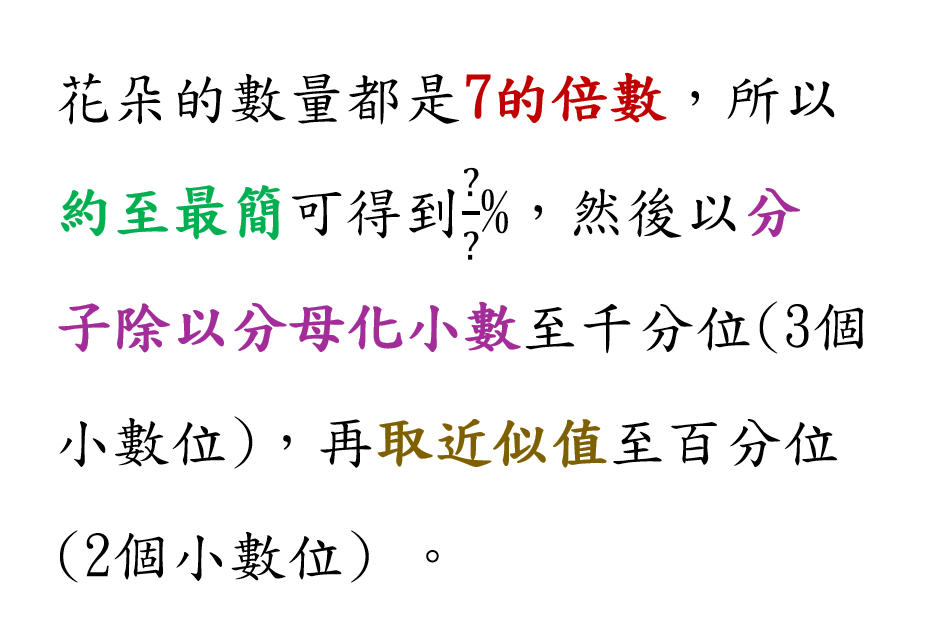 花朵的數量都是7的倍數，所以
約至最簡可得到?/?%，然後以分
子除以分母化小數至千分位(3個
小數位)，再取近似值至百分位
(2個小數位) 。